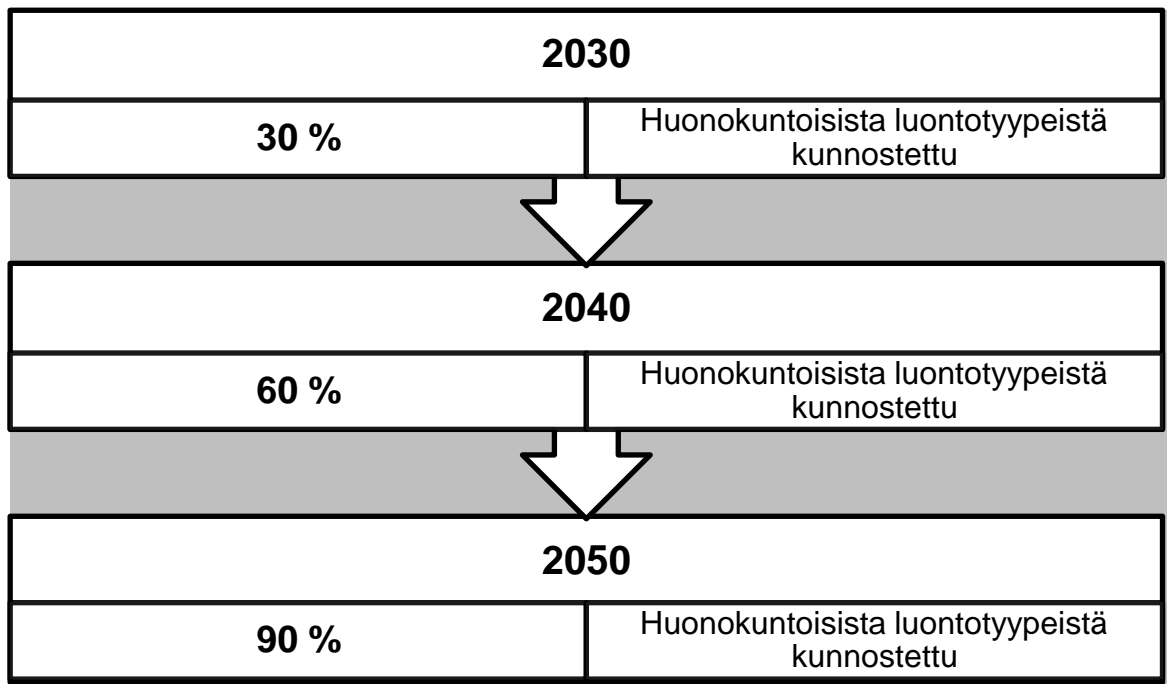 2030
30 %
Huonokuntoisista luontotyypeistä
kunnostettu
2040
60 %
Huonokuntoisista luontotyypeistä
kunnostettu
2050
90 %
Huonokuntoisista luontotyypeistä
kunnostettu